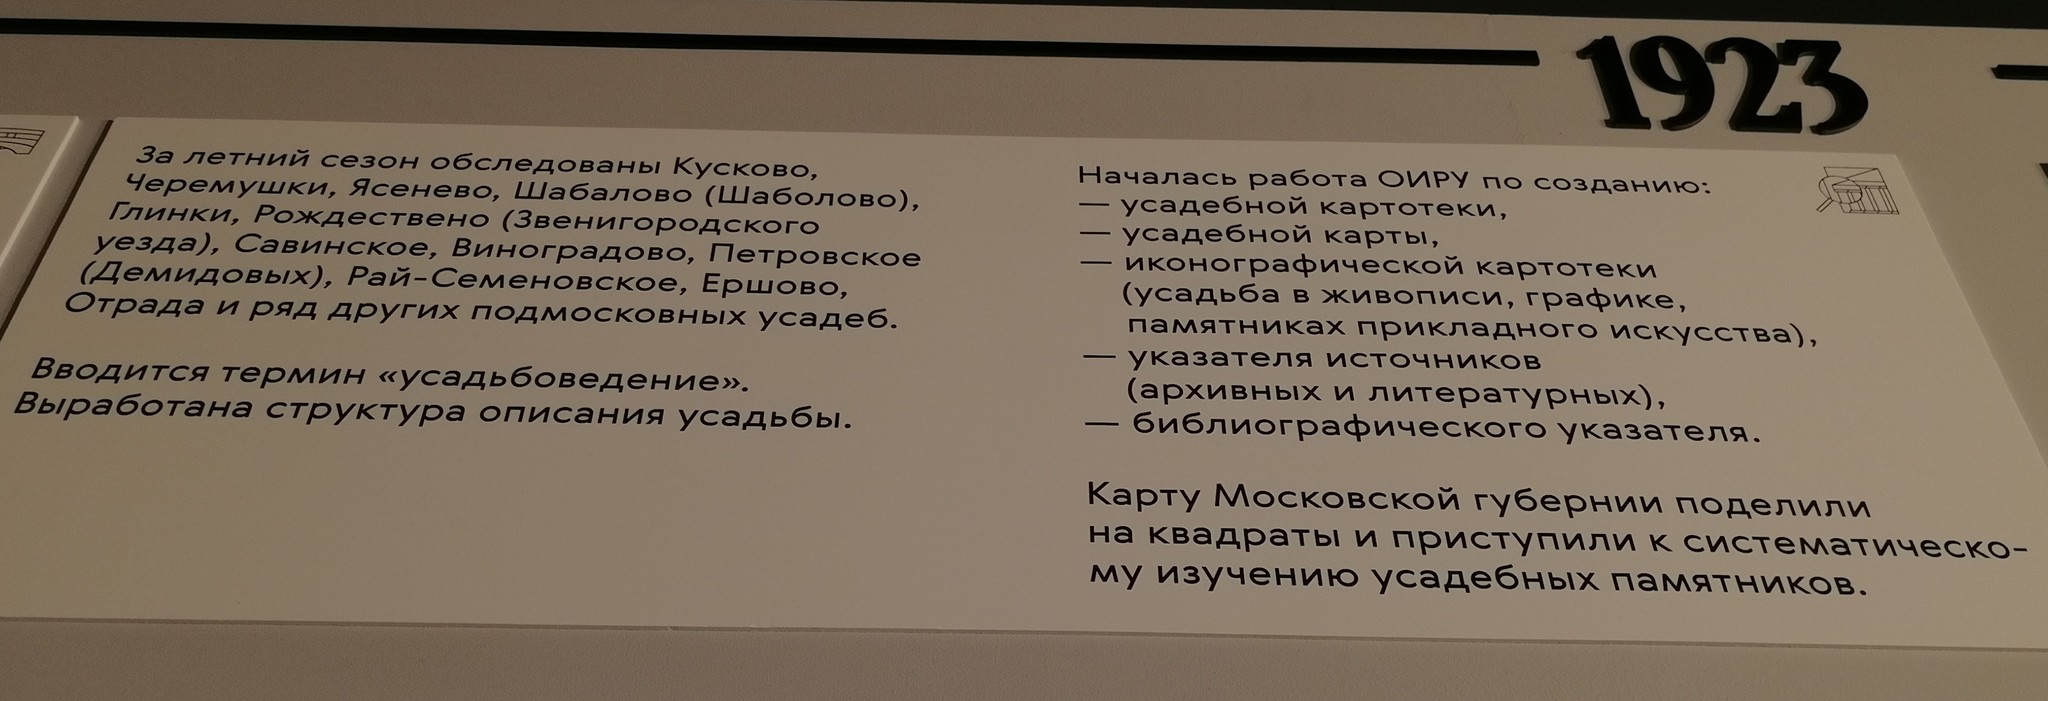 1923
За летний сезон обследованы Кусково,
Черемушки, Ясенево, Шабалово (Шаболово),
Глинки, Рождествено (Звенигородского
уезда), Савинское, Виноградово, Петровское
(Демидовых), Рай-Семеновское, Ершово,
Отрада и ряд других подмосковных усадеб.
Вводится термин «усадьбоведение».
Выработана структура описания усадьбы.
Началась работа ОИРУ по созданию:
— усадебной картотеки,
— усадебной карты,
— иконографической картотеки
(усадьба в живописи, графике,
памятниках прикладного искусства),
— указателя источников
(архивных и литературных),
— библиографического указателя.
Карту Московской губернии поделили
на квадраты и приступили к систематическо-
му изучению усадебных памятников.